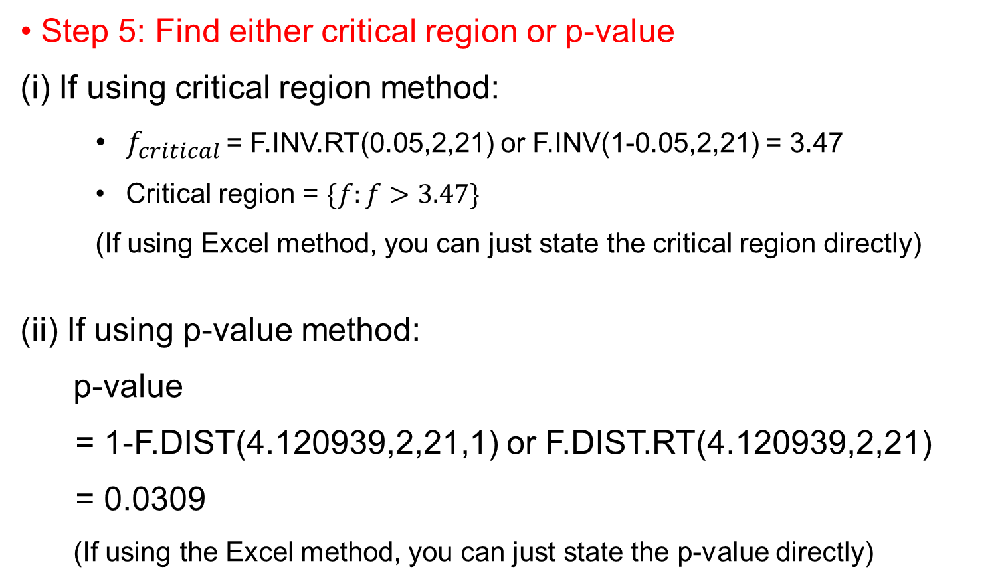 • Step 5: Find either critical region or p-value
(i) If using critical region method:
• 𝑓𝑐𝑟𝑖𝑡𝑖𝑐𝑎𝑙 = F.INV.RT(0.05,2,21) or F.INV(1-0.05,2,21) = 3.47
• Critical region = {𝑓: 𝑓 > 3.47}
(If using Excel method, you can just state the critical region directly)
(ii) If using p-value method:
p-value
= 1-F.DIST(4.120939,2,21,1) or F.DIST.RT(4.120939,2,21)
= 0.0309
(If using the Excel method, you can just state the p-value directly)